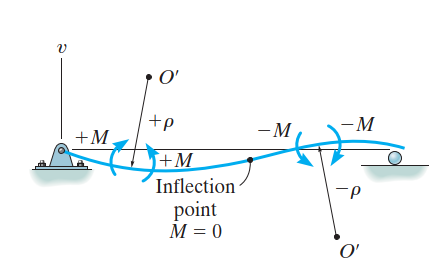 v
O′
+ρ
+M
−M
−M
+M
Inflection
point
M = 0
−ρ
O′